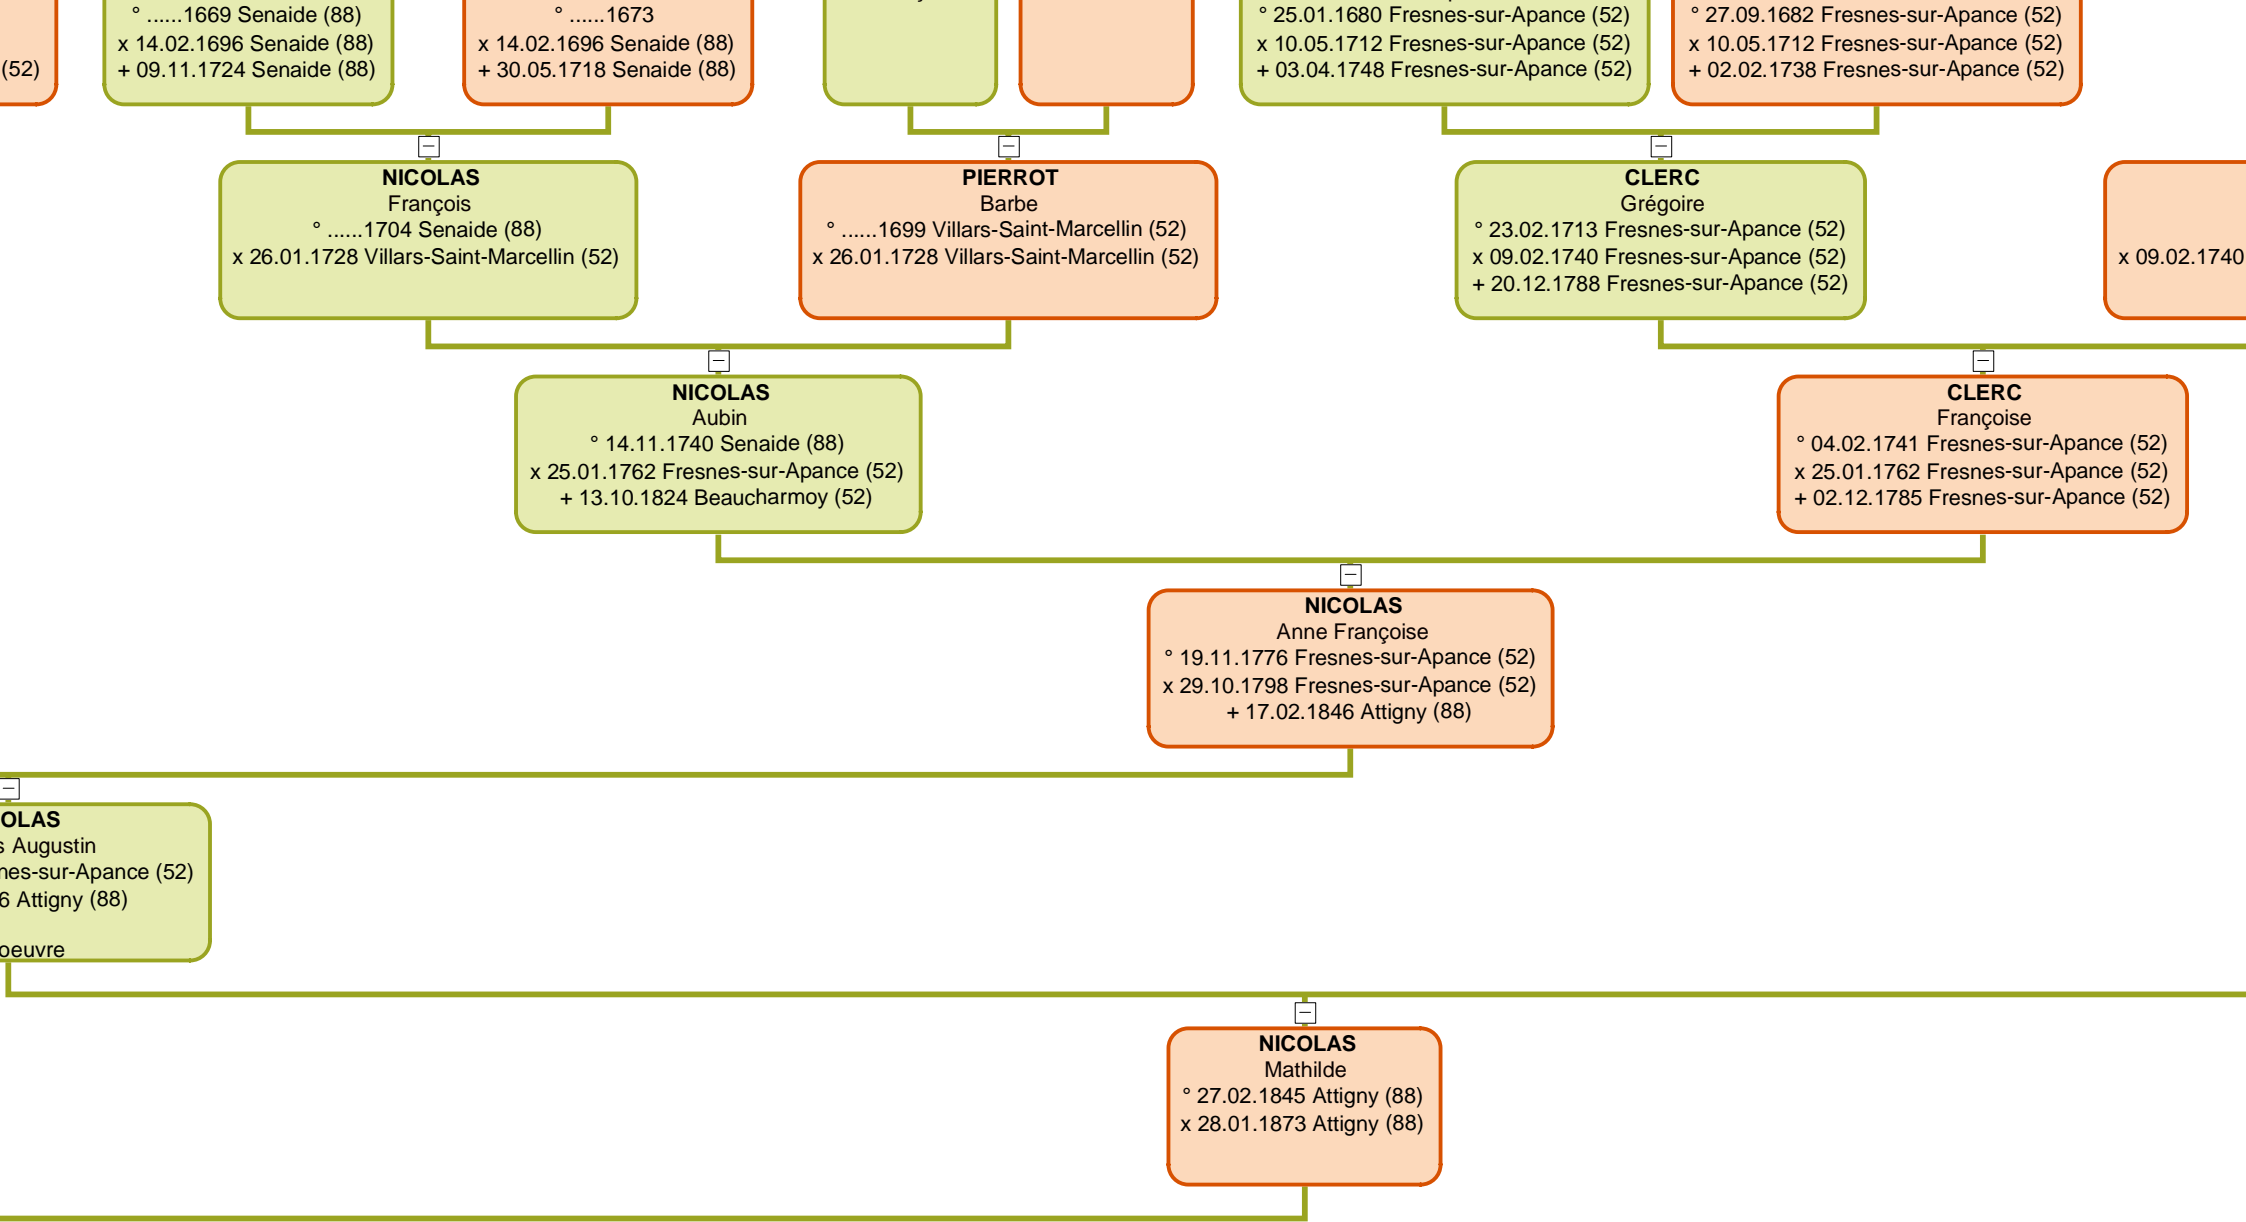 (52)
° ......1669 Senaide (88)
x 14.02.1696 Senaide (88)
+ 09.11.1724 Senaide (88)
° ......1673
x 14.02.1696 Senaide (88)
+ 30.05.1718 Senaide (88)
° 25.01.1680 Fresnes-sur-Apance (52)
x 10.05.1712 Fresnes-sur-Apance (52)
+ 03.04.1748 Fresnes-sur-Apance (52)
° 27.09.1682 Fresnes-sur-Apance (52)
x 10.05.1712 Fresnes-sur-Apance (52)
+ 02.02.1738 Fresnes-sur-Apance (52)
NICOLAS
François
° ......1704 Senaide (88)
x 26.01.1728 Villars-Saint-Marcellin (52)
PIERROT
Barbe
° ......1699 Villars-Saint-Marcellin (52)
x 26.01.1728 Villars-Saint-Marcellin (52)
CLERC
Grégoire
° 23.02.1713 Fresnes-sur-Apance (52)
x 09.02.1740 Fresnes-sur-Apance (52)
+ 20.12.1788 Fresnes-sur-Apance (52)
x 09.02.1740
NICOLAS
Aubin
° 14.11.1740 Senaide (88)
x 25.01.1762 Fresnes-sur-Apance (52)
+ 13.10.1824 Beaucharmoy (52)
CLERC
Françoise
° 04.02.1741 Fresnes-sur-Apance (52)
x 25.01.1762 Fresnes-sur-Apance (52)
+ 02.12.1785 Fresnes-sur-Apance (52)
NICOLAS
Anne Françoise
° 19.11.1776 Fresnes-sur-Apance (52)
x 29.10.1798 Fresnes-sur-Apance (52)
+ 17.02.1846 Attigny (88)
OLAS
s Augustin
nes-sur-Apance (52)
6 Attigny (88)
oeuvre
NICOLAS
Mathilde
° 27.02.1845 Attigny (88)
x 28.01.1873 Attigny (88)